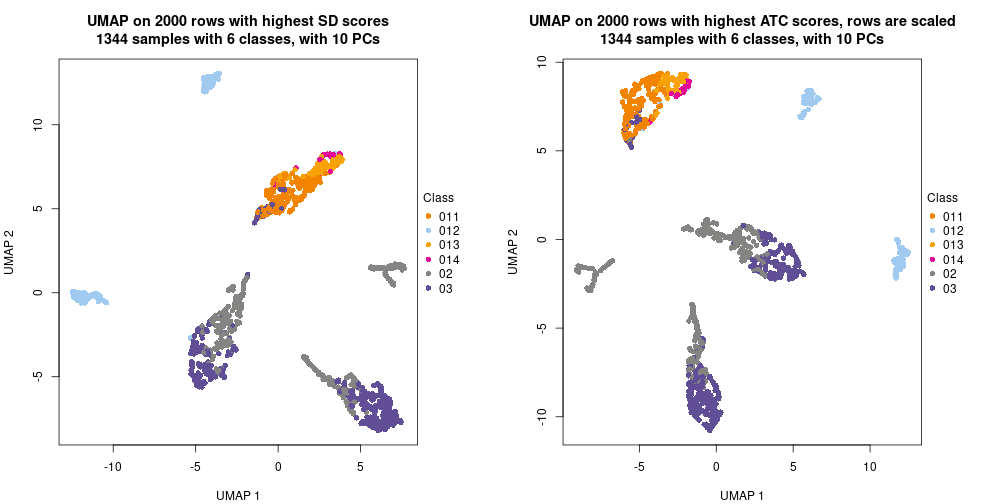 UMAP on 2000 rows with highest SD scores
1344 samples with 6 classes, with 10 PCs
UMAP 2
10
5
0
-5
-10
-5
0
5
UMAP 1
Class
011
012
013
014
02
03
UMAP on 2000 rows with highest ATC scores, rows are scaled
1344 samples with 6 classes, with 10 PCs
UMAP 2
10
5
0
-5
-10
-5
0
5
10
UMAP 1
Class
011
012
013
014
02
03